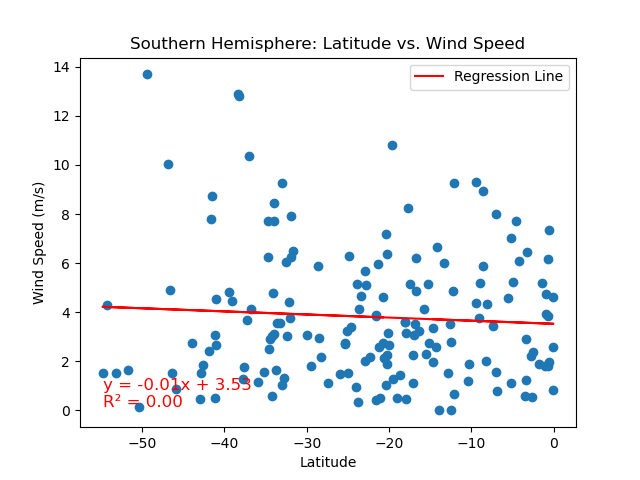 Southern Hemisphere: Latitude vs. Wind Speed
Regression Line
Wind Speed (m/s)
14
12
10
8
6
4
2
0
y = -0.01x + 3.53
R² = 0.00
−50
−40
−30
−20
−10
0
Latitude